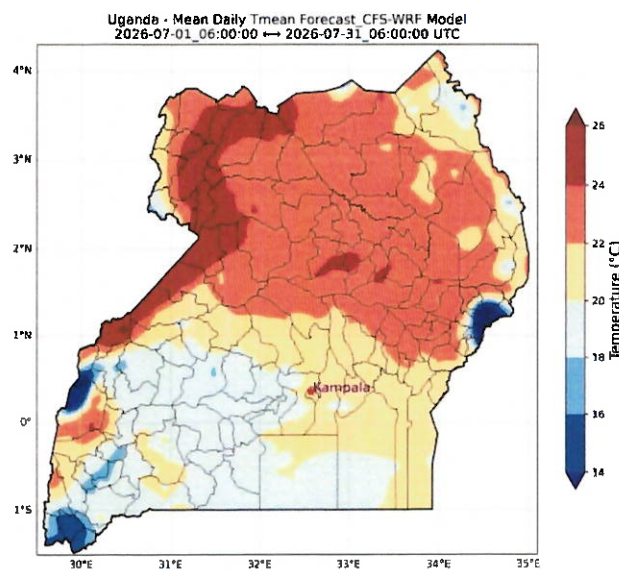 Uganda - Mean Daily Tmean Forecast_CFS-WRF Model
2026-07-01_06:00:00 ⟷ 2026-07-31_06:00:00 UTC
4°N
3°N
2°N
1°N
0°
1°S
30°E
31°E
32°E
33°E
34°E
35°E
Kampala
26
24
22
20
18
16
14
Temperature (°C)